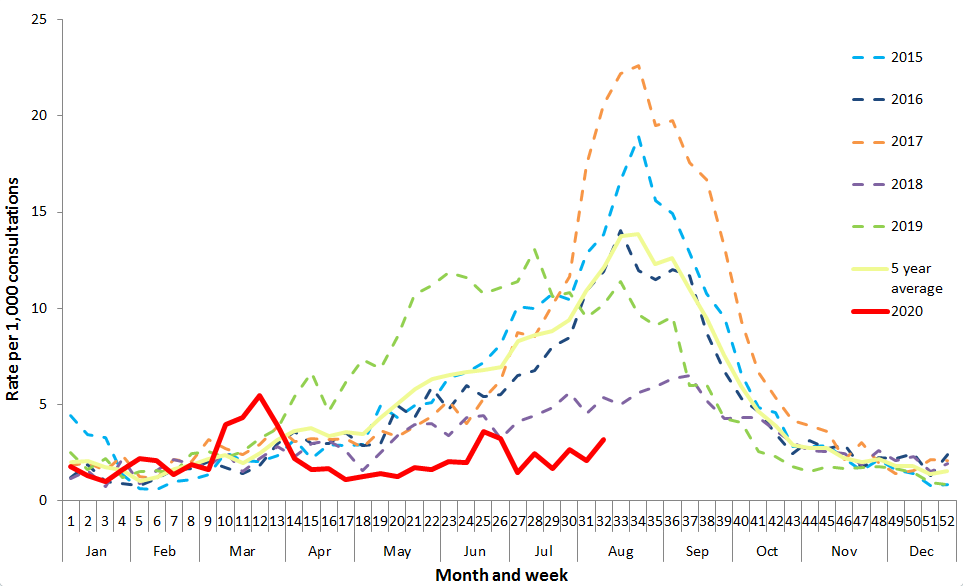 25
20
15
10
5
0
Rate per 1,000 consultations
2015
2016
2017
2018
2019
5 year
average
2020
1 2 3 4 5 6 7 8 9 10 11 12 13 14 15 16 17 18 19 20 21 22 23 24 25 26 27 28 29 30 31 32 33 34 35 36 37 38 39 40 41 42 43 44 45 46 47 48 49 50 51 52
Jan Feb Mar Apr May Jun Jul Aug Sep Oct Nov Dec
Month and week